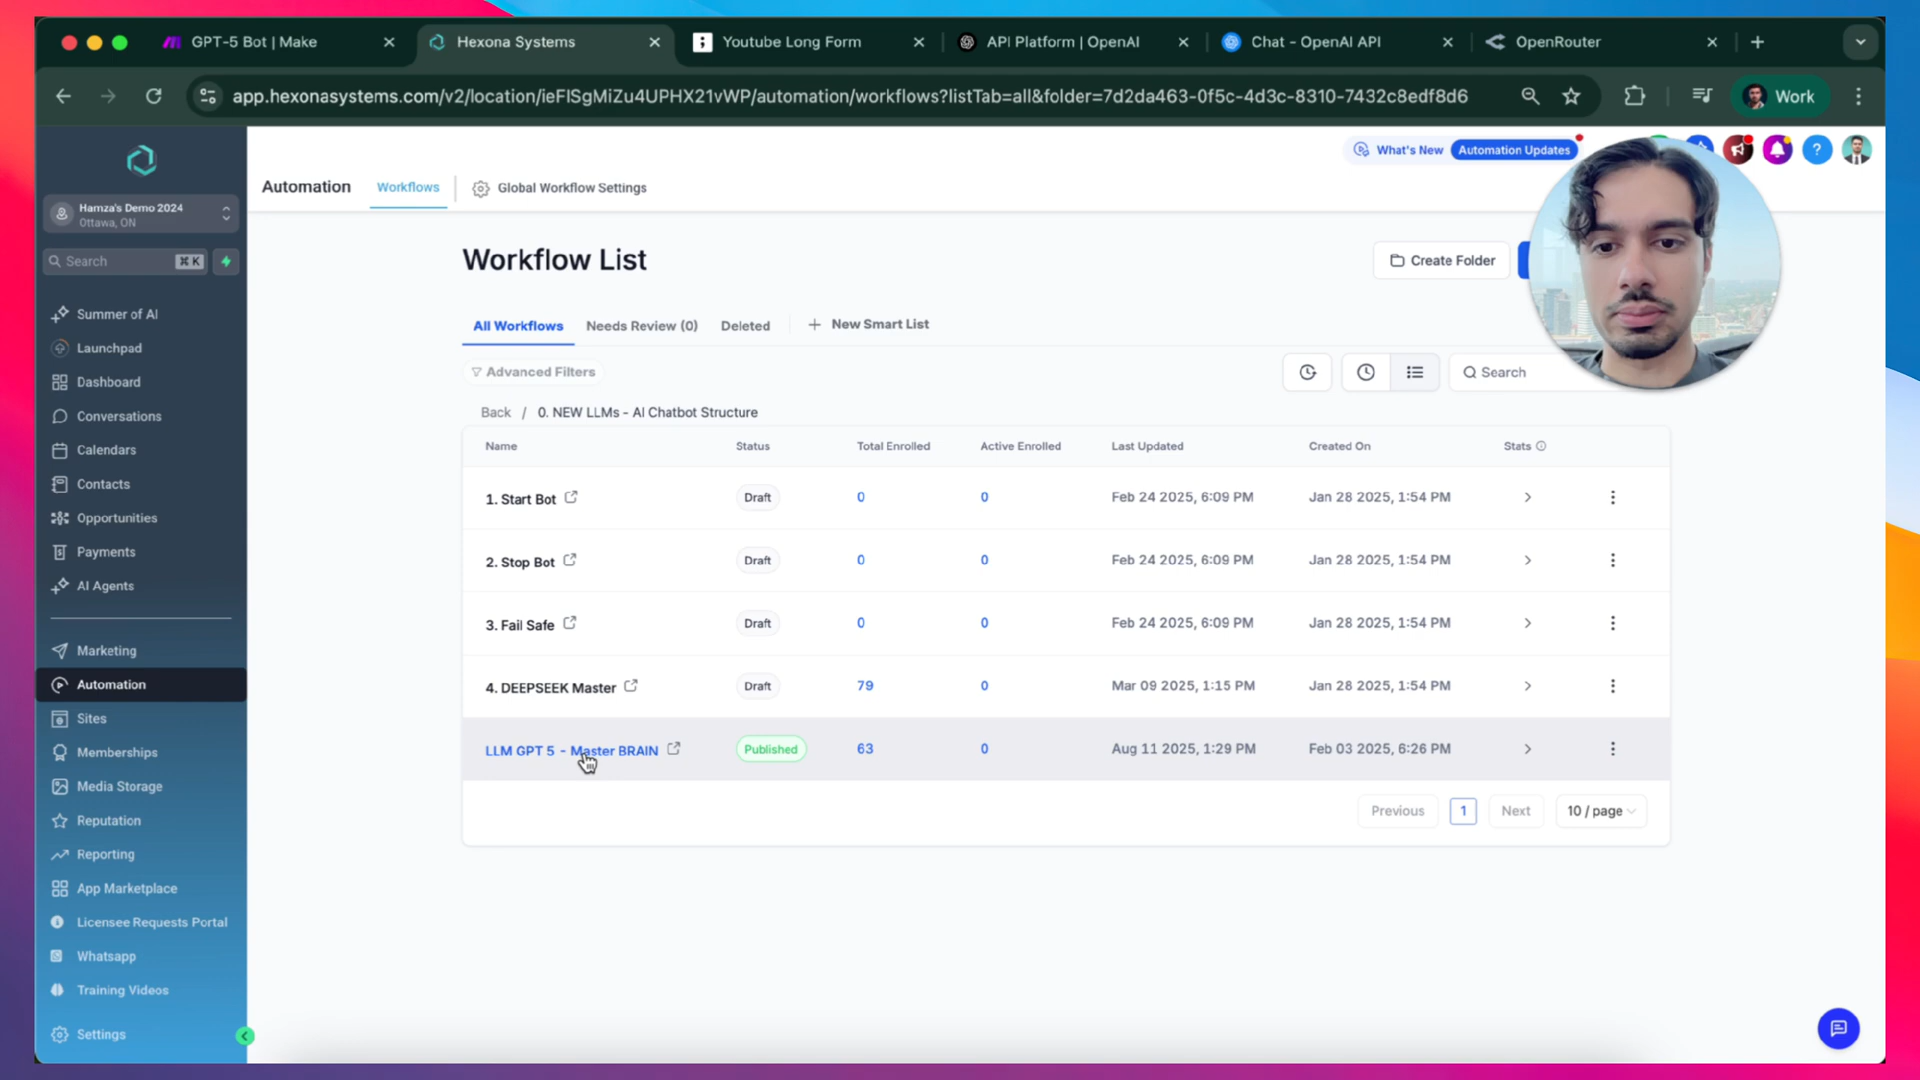 GPT-5 Bot | Make
Hexona Systems
Youtube Long Form
API Platform | OpenAI
Chat - OpenAI API
OpenRouter
app.hexonasystems.com/v2/location/ieFlSgMiZu4UPHX21vWP/automation/workflows?listTab=all&folder=7d2da463-0f5c-4d3c-8310-7432c8edf8d6
Work
Hamza's Demo 2024
Ottawa, ON
Search ⌘ K
Summer of AI
Launchpad
Dashboard
Conversations
Calendars
Contacts
Opportunities
Payments
AI Agents
Marketing
Automation
Sites
Memberships
Media Storage
Reputation
Reporting
App Marketplace
Licensee Requests Portal
Whatsapp
Training Videos
Settings
What's New Automation Updates
Automation Workflows Global Workflow Settings
Workflow List
Create Folder
All Workflows Needs Review (0) Deleted + New Smart List
Advanced Filters
Search
Back / 0. NEW LLMs - AI Chatbot Structure
Name Status Total Enrolled Active Enrolled Last Updated Created On Stats
1. Start Bot Draft 0 0 Feb 24 2025, 6:09 PM Jan 28 2025, 1:54 PM
2. Stop Bot Draft 0 0 Feb 24 2025, 6:09 PM Jan 28 2025, 1:54 PM
3. Fail Safe Draft 0 0 Feb 24 2025, 6:09 PM Jan 28 2025, 1:54 PM
4. DEEPSEEK Master Draft 79 0 Mar 09 2025, 1:15 PM Jan 28 2025, 1:54 PM
LLM GPT 5 - Master BRAIN Published 63 0 Aug 11 2025, 1:29 PM Feb 03 2025, 6:26 PM
Previous 1 Next 10 / page